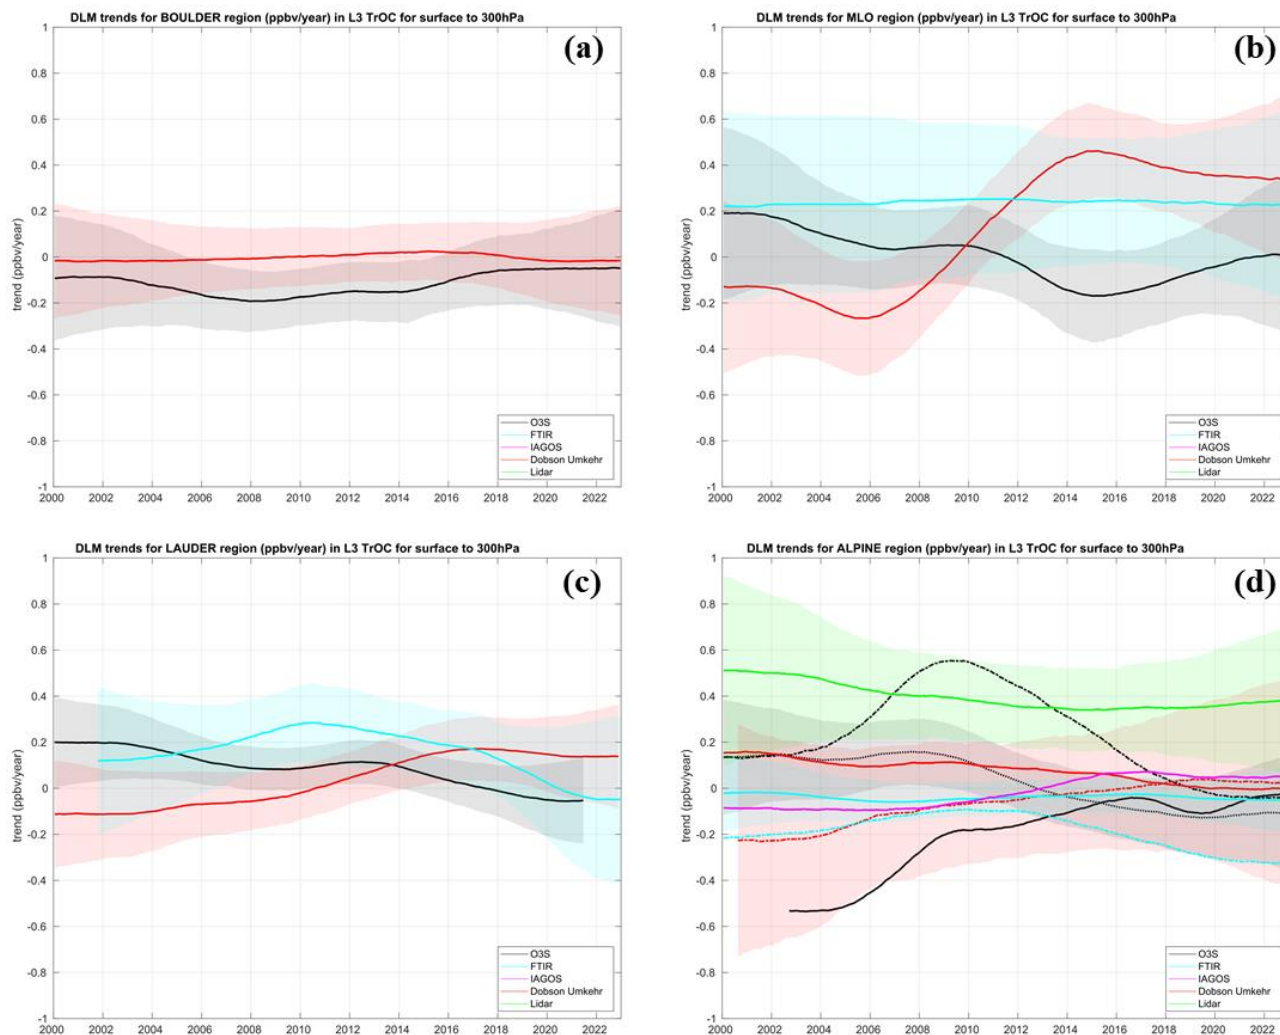 DLM trends for BOULDER region (ppbv/year) in L3 TrOC for surface to 300hPa
(a)
trend (ppbv/year)
1
0.8
0.6
0.4
0.2
0
-0.2
-0.4
-0.6
-0.8
-1
2000 2002 2004 2006 2008 2010 2012 2014 2016 2018 2020 2022
O3S
FTIR
IAGOS
Dobson Umkehr
Lidar
DLM trends for MLO region (ppbv/year) in L3 TrOC for surface to 300hPa
(b)
trend (ppbv/year)
1
0.8
0.6
0.4
0.2
0
-0.2
-0.4
-0.6
-0.8
-1
2000 2002 2004 2006 2008 2010 2012 2014 2016 2018 2020 2022
O3S
FTIR
IAGOS
Dobson Umkehr
Lidar
DLM trends for LAUDER region (ppbv/year) in L3 TrOC for surface to 300hPa
(c)
trend (ppbv/year)
1
0.8
0.6
0.4
0.2
0
-0.2
-0.4
-0.6
-0.8
-1
2000 2002 2004 2006 2008 2010 2012 2014 2016 2018 2020 2022
O3S
FTIR
IAGOS
Dobson Umkehr
Lidar
DLM trends for ALPINE region (ppbv/year) in L3 TrOC for surface to 300hPa
(d)
trend (ppbv/year)
1
0.8
0.6
0.4
0.2
0
-0.2
-0.4
-0.6
-0.8
-1
2000 2002 2004 2006 2008 2010 2012 2014 2016 2018 2020 2022
O3S
FTIR
IAGOS
Dobson Umkehr
Lidar